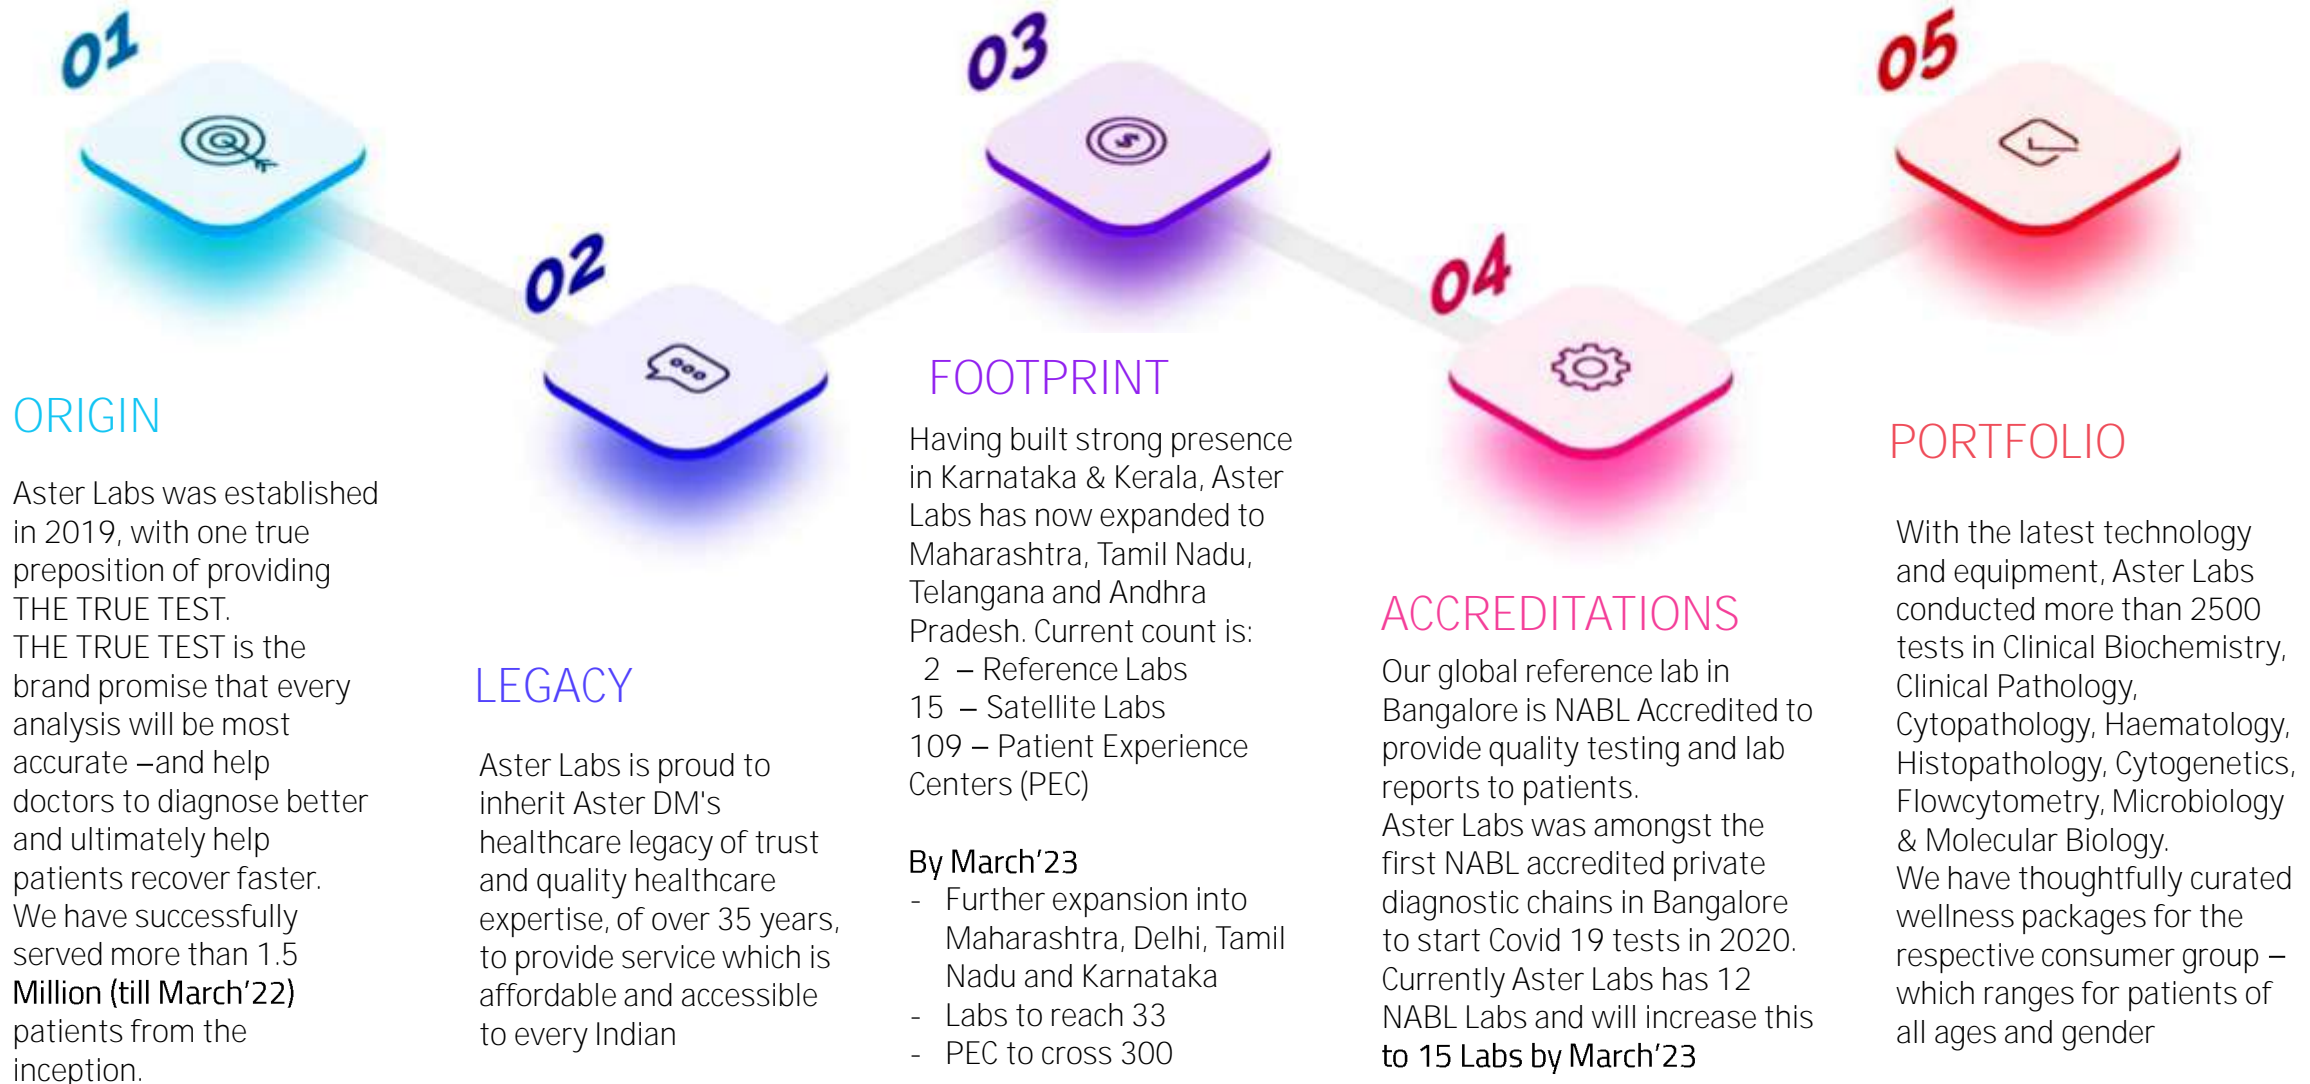 01
ORIGIN
Aster Labs was established
in 2019, with one true
preposition of providing
THE TRUE TEST.
THE TRUE TEST is the
brand promise that every
analysis will be most
accurate –and help
doctors to diagnose better
and ultimately help
patients recover faster.
We have successfully
served more than 1.5
Million (till March'22)
patients from the
inception.
02
LEGACY
Aster Labs is proud to
inherit Aster DM's
healthcare legacy of trust
and quality healthcare
expertise, of over 35 years,
to provide service which is
affordable and accessible
to every Indian
03
$
FOOTPRINT
Having built strong presence
in Karnataka & Kerala, Aster
Labs has now expanded to
Maharashtra, Tamil Nadu,
Telangana and Andhra
Pradesh. Current count is:
2 – Reference Labs
15 – Satellite Labs
109 – Patient Experience
Centers (PEC)
By March'23
- Further expansion into
Maharashtra, Delhi, Tamil
Nadu and Karnataka
- Labs to reach 33
- PEC to cross 300
04
ACCREDITATIONS
Our global reference lab in
Bangalore is NABL Accredited to
provide quality testing and lab
reports to patients.
Aster Labs was amongst the
first NABL accredited private
diagnostic chains in Bangalore
to start Covid 19 tests in 2020.
Currently Aster Labs has 12
NABL Labs and will increase this
to 15 Labs by March'23
05
PORTFOLIO
With the latest technology
and equipment, Aster Labs
conducted more than 2500
tests in Clinical Biochemistry,
Clinical Pathology,
Cytopathology, Haematology,
Histopathology, Cytogenetics,
Flowcytometry, Microbiology
& Molecular Biology.
We have thoughtfully curated
wellness packages for the
respective consumer group –
which ranges for patients of
all ages and gender